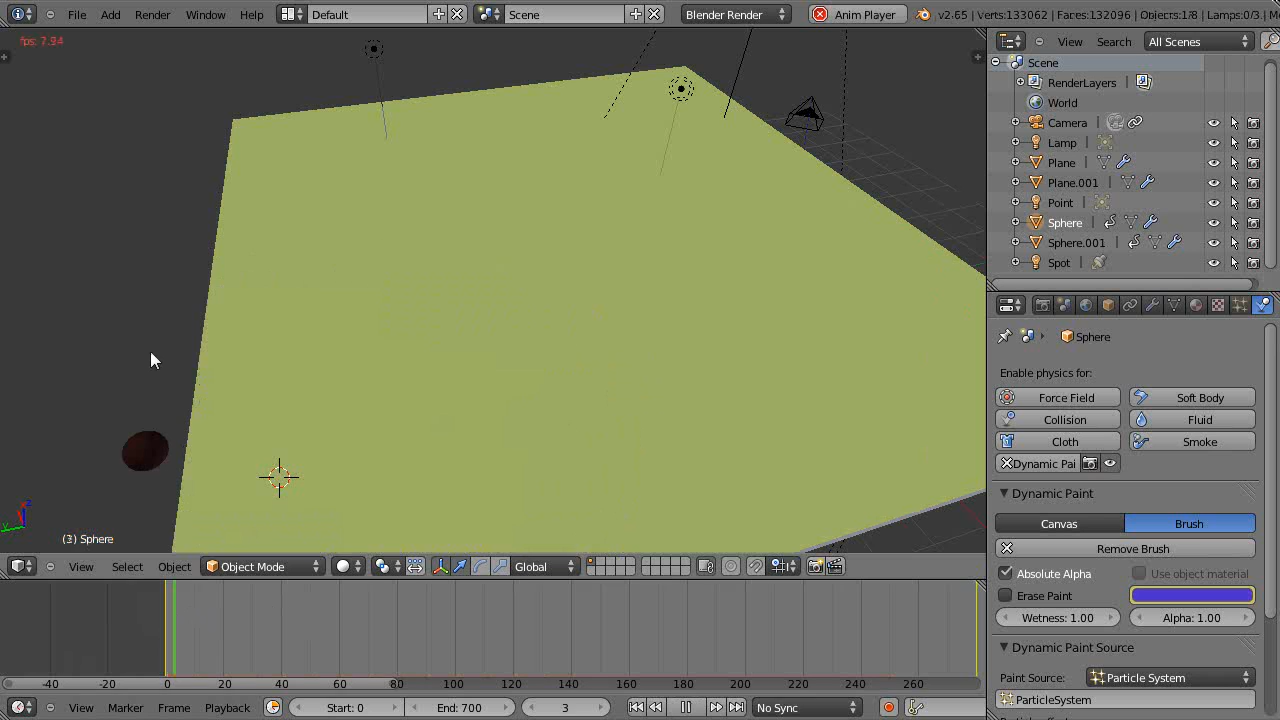 File Add Render Window Help Default Scene Blender Render Anim Player v2.65 | Verts:133062 | Faces:132096 | Objects:1/8 | Lamps:0/3 |
fps: 7.94
View Search All Scenes
Scene
RenderLayers
World
Camera
Lamp
Plane
Plane.001
Point
Sphere
Sphere.001
Spot
Sphere
Enable physics for:
Force Field Soft Body
Collision Fluid
Cloth Smoke
Dynamic Pai
Dynamic Paint
Canvas Brush
Remove Brush
Absolute Alpha Use object material
Erase Paint
Wetness: 1.00 Alpha: 1.00
Dynamic Paint Source
Paint Source: Particle System
ParticleSystem
(3) Sphere
View Select Object Object Mode Global
-40 -20 0 20 40 60 80 100 120 140 160 180 200 220 240 260
View Marker Frame Playback Start: 0 End: 700 3 No Sync